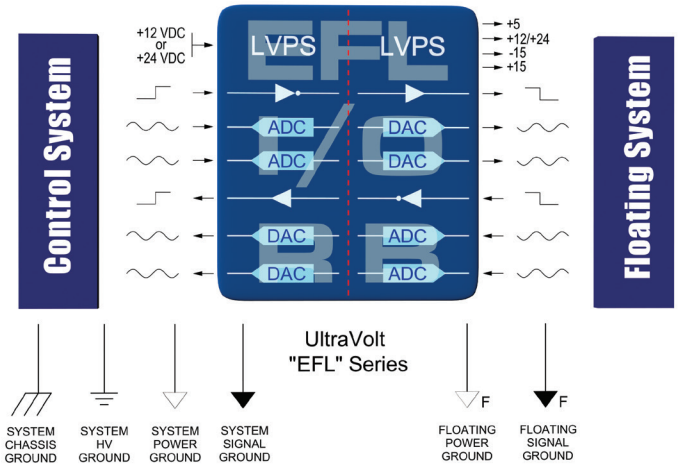 EFL
I/O
BB
+12 VDC
or
+24 VDC
LVPS
LVPS
+5
+12/+24
-15
+15
Control System
Floating System
ADC
DAC
ADC
DAC
DAC
ADC
DAC
ADC
UltraVolt
"EFL" Series
F
F
SYSTEM
CHASSIS
GROUND
SYSTEM
HV
GROUND
SYSTEM
POWER
GROUND
SYSTEM
SIGNAL
GROUND
FLOATING
POWER
GROUND
FLOATING
SIGNAL
GROUND